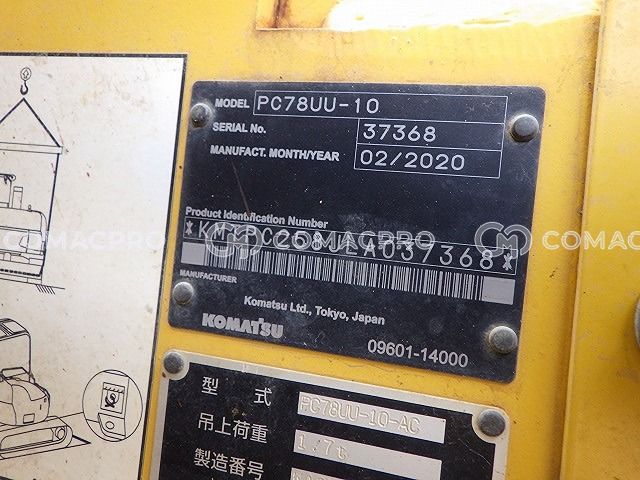 MODEL PC78UU-10
SERIAL No. 37368
MANUFACT. MONTH/YEAR 02/2020
Product Identification Number
MANUFACTURER
Komatsu Ltd., Tokyo, Japan
KOMATSU 09601-14000
型式 PC78UU-10-AC
吊上荷重 1.7t
製造番号
COMACPRO COMACPRO COMACPRO